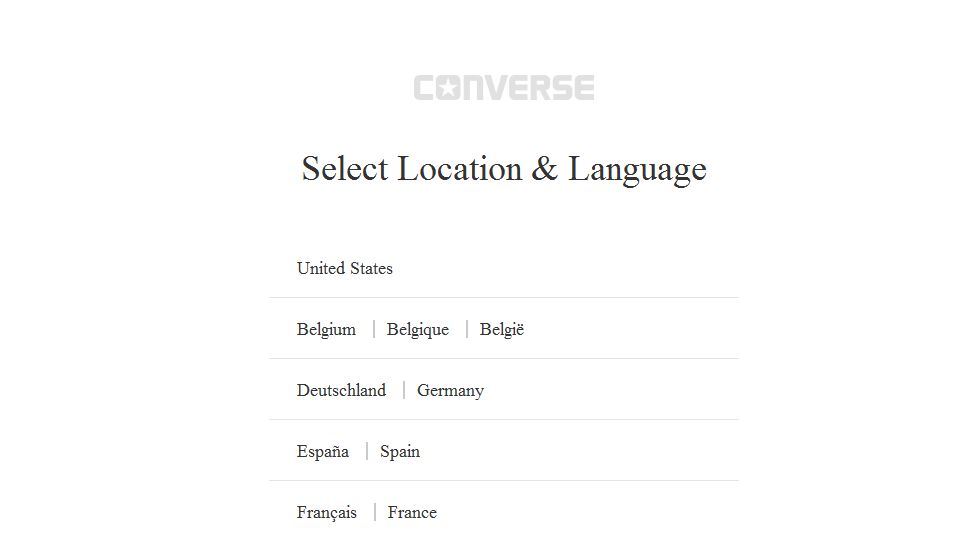 CONVERSE
Select Location & Language
United States
Belgium | Belgique | België
Deutschland | Germany
España | Spain
Français | France